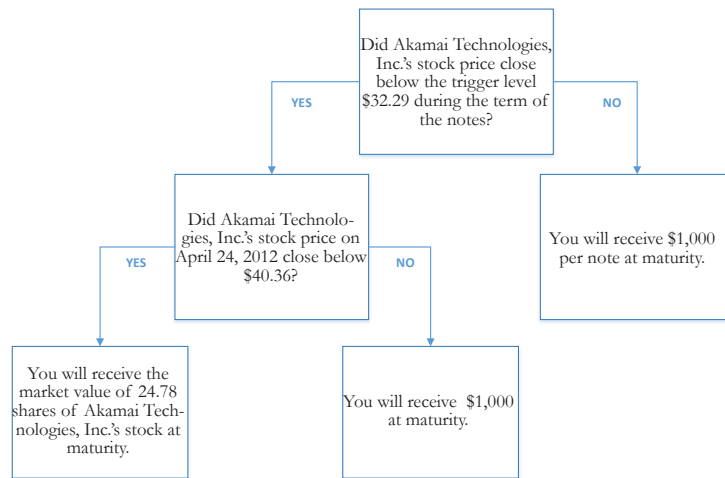 Did Akamai Technologies,
Inc.'s stock price close
below the trigger level
$32.29 during the term of
the notes?
YES
NO
Did Akamai Technolo-
gies, Inc.'s stock price on
April 24, 2012 close below
$40.36?
You will receive $1,000
per note at maturity.
YES
NO
You will receive the
market value of 24.78
shares of Akamai Tech-
nologies, Inc.'s stock at
maturity.
You will receive $1,000
at maturity.